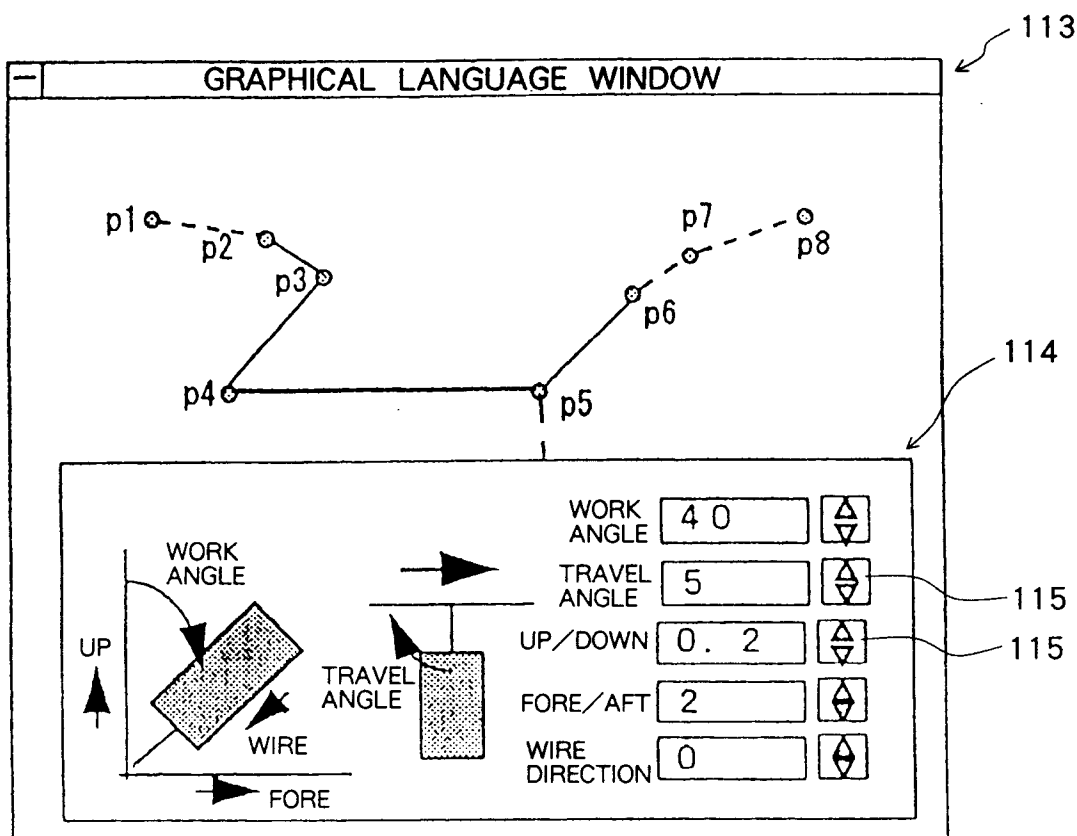 113
GRAPHICAL LANGUAGE WINDOW
p1
p2
p3
p4
p5
p6
p7
p8
114
WORK
ANGLE
UP
WIRE
FORE
TRAVEL
ANGLE
WORK
ANGLE
40
TRAVEL
ANGLE
5
115
UP/DOWN
0.2
115
FORE/AFT
2
WIRE
DIRECTION
0